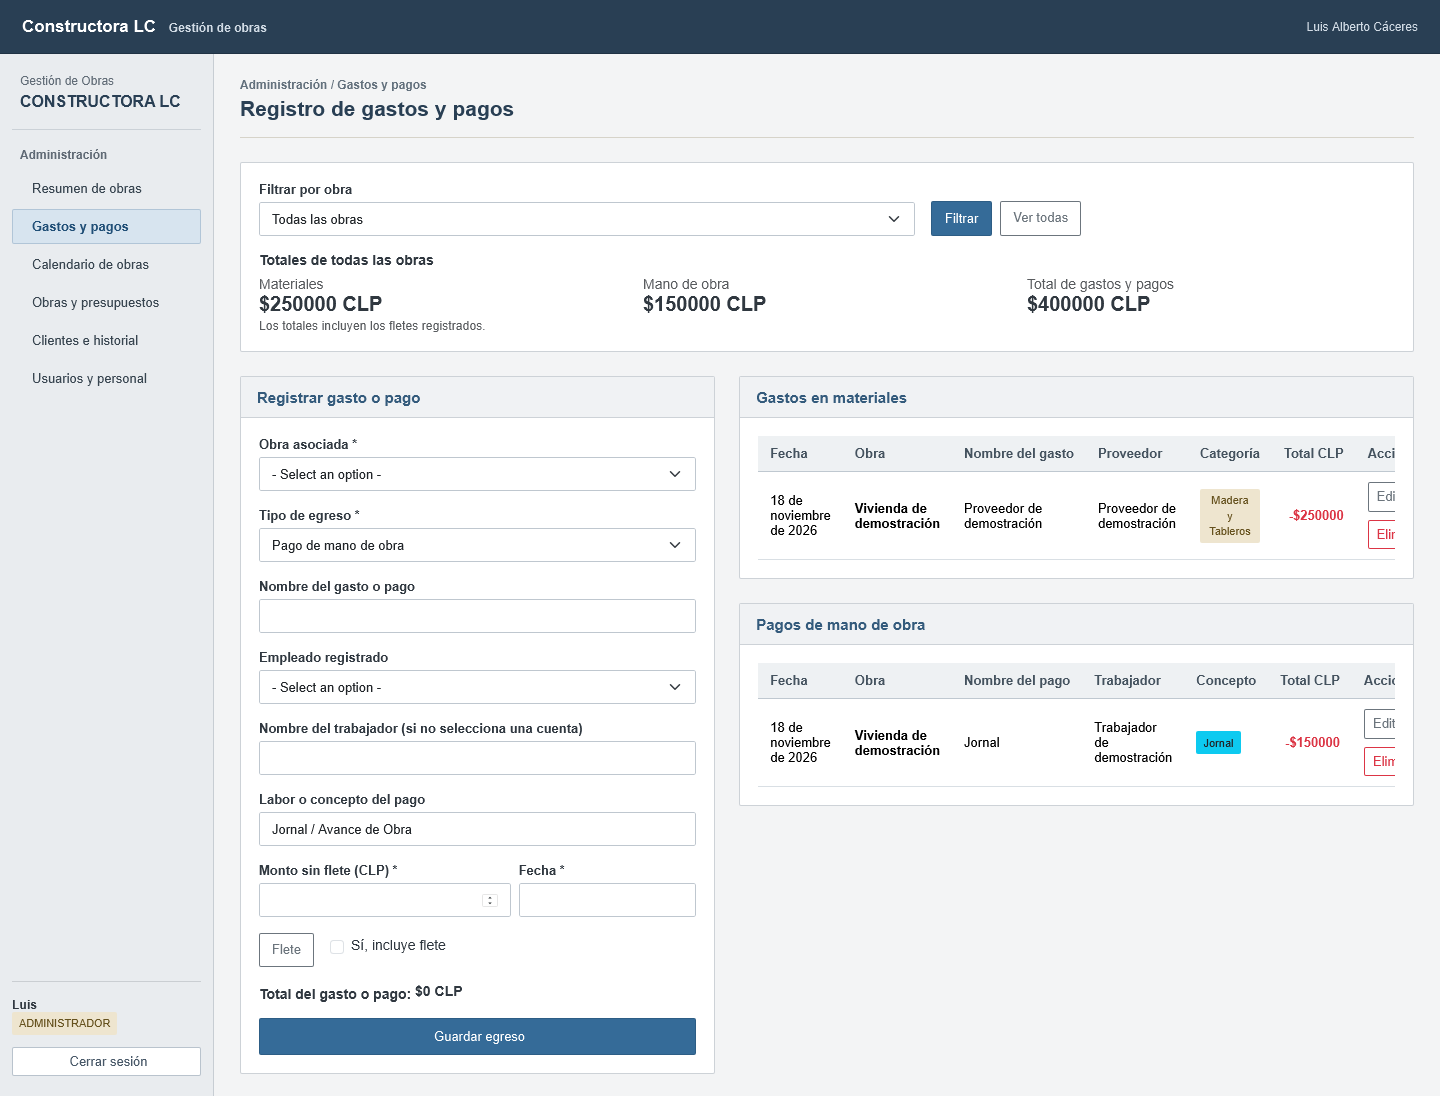 Constructora LC Gestión de obras
Luis Alberto Cáceres
Gestión de Obras
CONSTRUCTORA LC
Administración
Resumen de obras
Gastos y pagos
Calendario de obras
Obras y presupuestos
Clientes e historial
Usuarios y personal
Luis
ADMINISTRADOR
Cerrar sesión
Administración / Gastos y pagos
Registro de gastos y pagos
Filtrar por obra
Todas las obras
Filtrar
Ver todas
Totales de todas las obras
Materiales
$250000 CLP
Los totales incluyen los fletes registrados.
Mano de obra
$150000 CLP
Total de gastos y pagos
$400000 CLP
Registrar gasto o pago
Obra asociada *
- Select an option -
Tipo de egreso *
Pago de mano de obra
Nombre del gasto o pago
Empleado registrado
- Select an option -
Nombre del trabajador (si no selecciona una cuenta)
Labor o concepto del pago
Jornal / Avance de Obra
Monto sin flete (CLP) *
Fecha *
Flete
Sí, incluye flete
Total del gasto o pago: $0 CLP
Guardar egreso
Gastos en materiales
Fecha Obra Nombre del gasto Proveedor Categoría Total CLP Acci
18 de
noviembre
de 2026
Vivienda de
demostración
Proveedor de
demostración
Proveedor de
demostración
Madera
y
Tableros
-$250000
Edi
Elin
Pagos de mano de obra
Fecha Obra Nombre del pago Trabajador Concepto Total CLP Accio
18 de
noviembre
de 2026
Vivienda de
demostración
Jornal
Trabajador
de
demostración
Jornal
-$150000
Edit
Elim